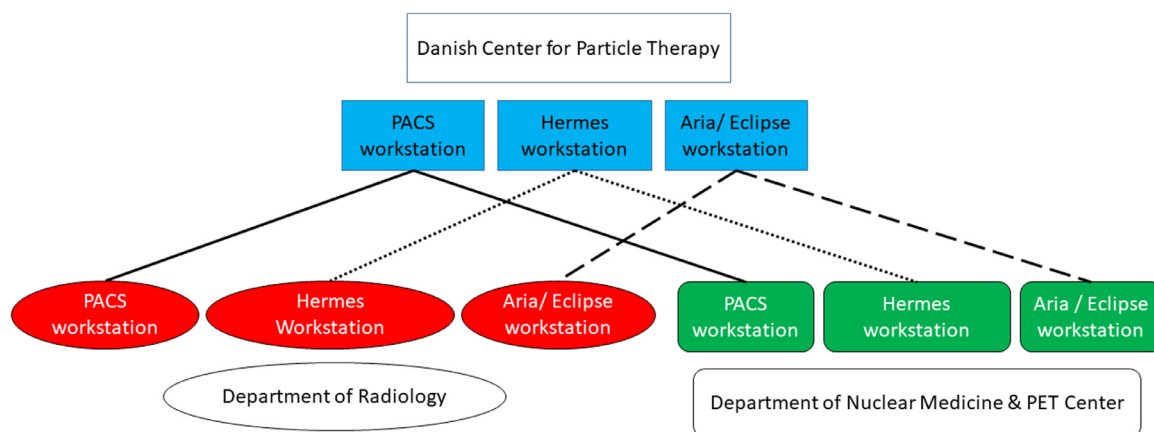 Danish Center for Particle Therapy
PACS
workstation
Hermes
workstation
Aria/ Eclipse
workstation
PACS
workstation
Hermes
Workstation
Aria/ Eclipse
workstation
PACS
workstation
Hermes
workstation
Aria / Eclipse
workstation
Department of Radiology
Department of Nuclear Medicine & PET Center